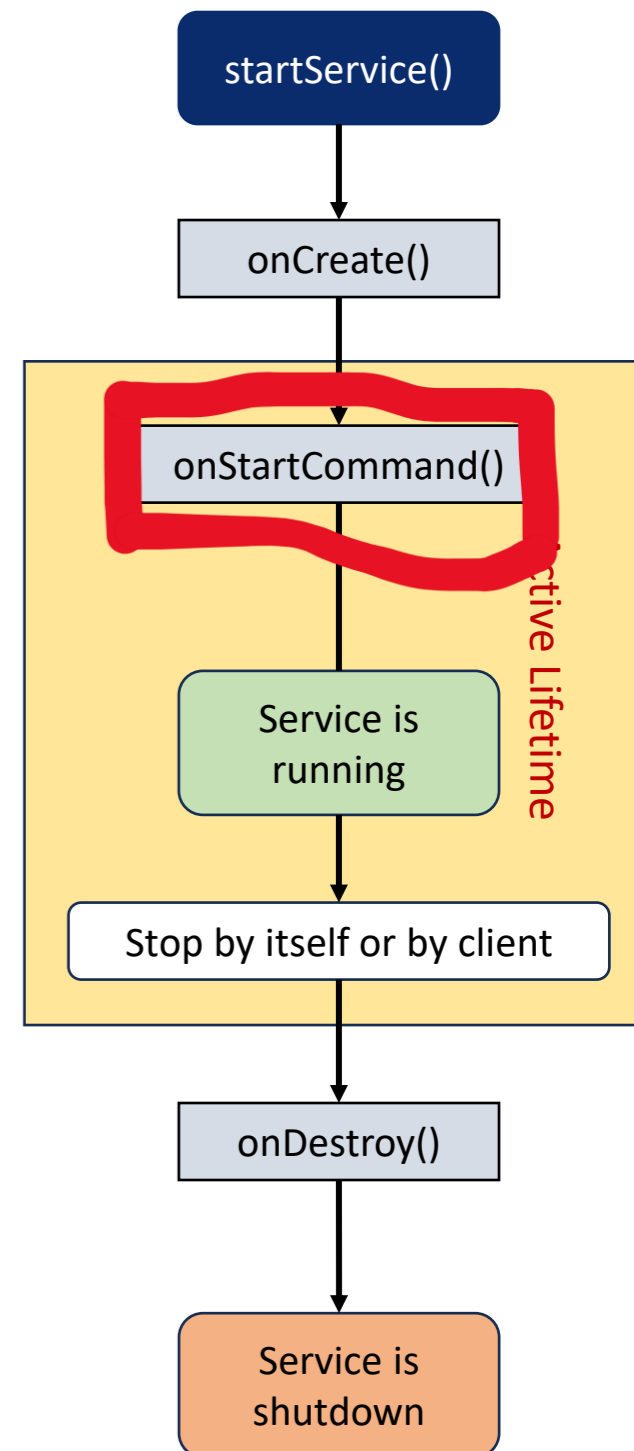 startService()
onCreate()
onStartCommand()
ctive Lifetime
Service is
running
Stop by itself or by client
onDestroy()
Service is
shutdown